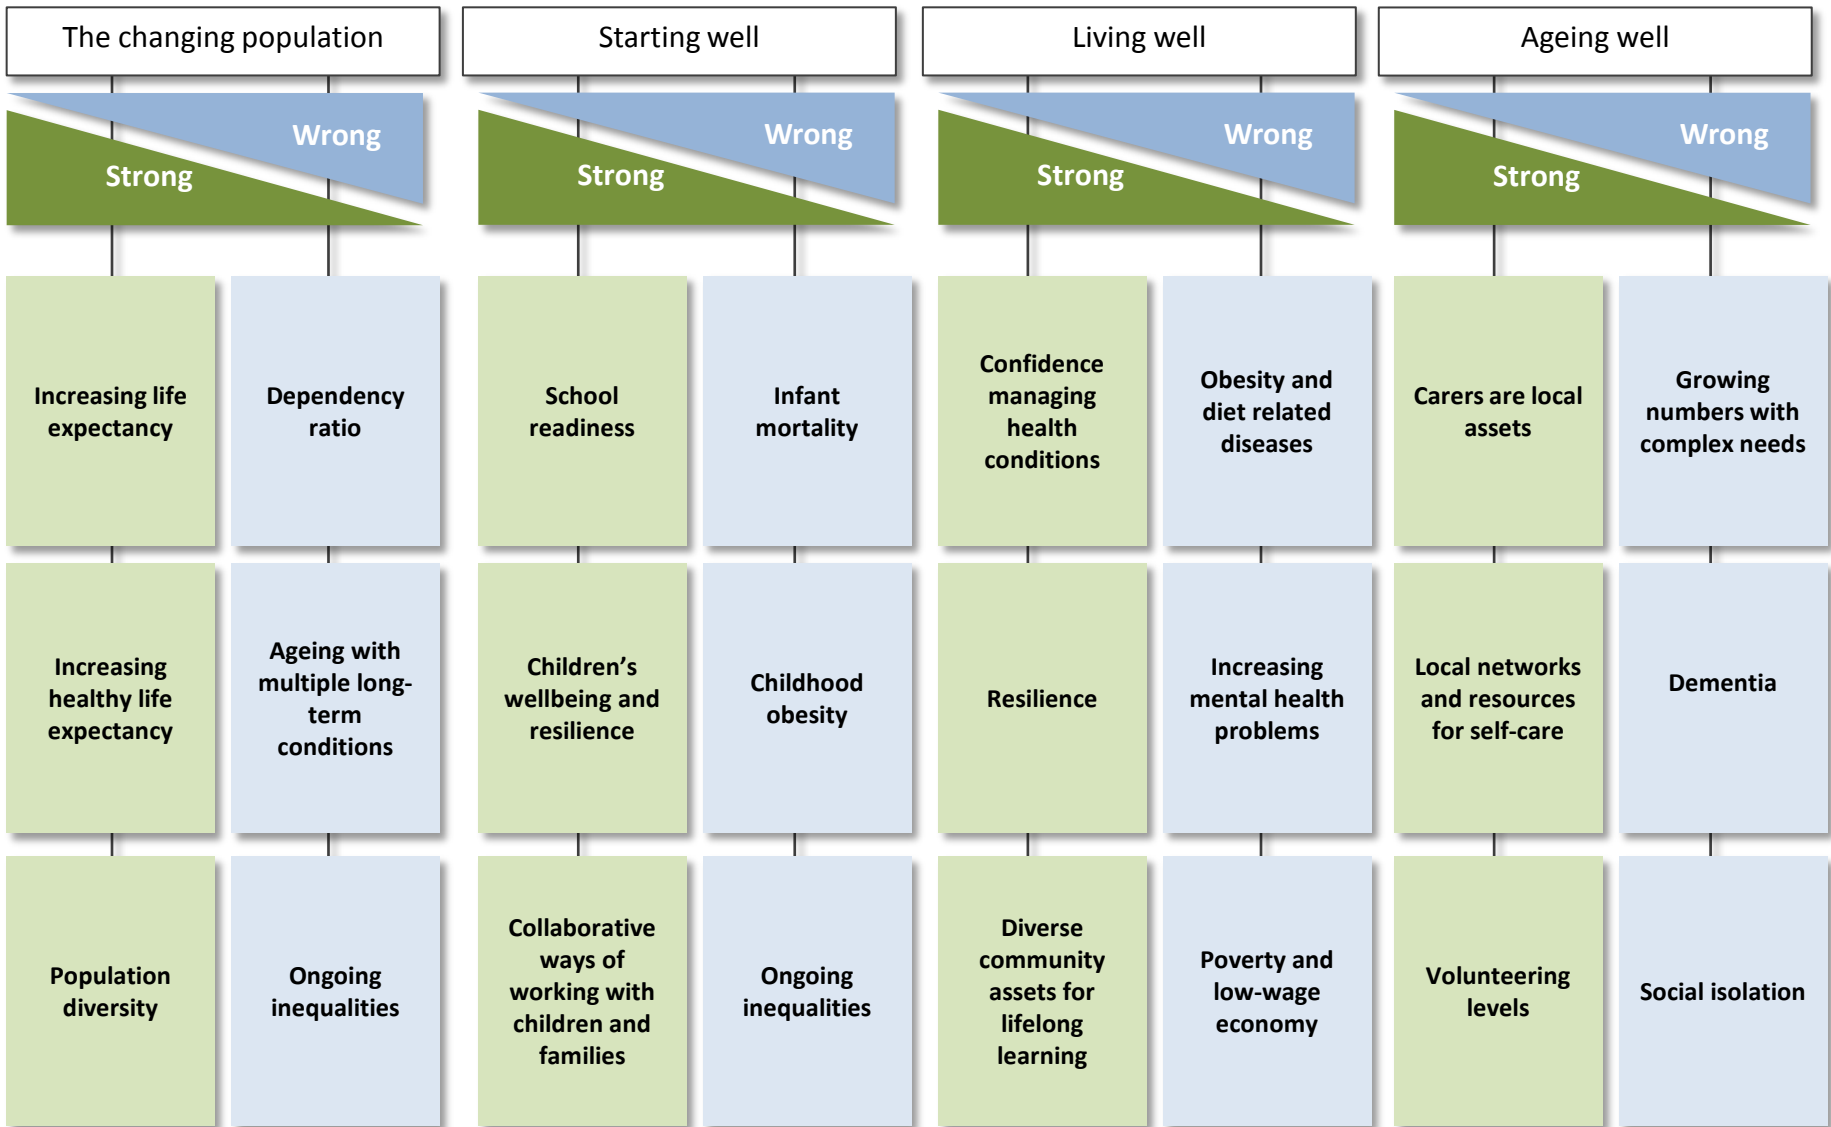 The changing population
Starting well
Living well
Ageing well
Wrong
Strong
Wrong
Strong
Wrong
Strong
Wrong
Strong
Increasing life
expectancy
Dependency
ratio
School
readiness
Infant
mortality
Confidence
managing
health
conditions
Obesity and
diet related
diseases
Carers are local
assets
Growing
numbers with
complex needs
Increasing
healthy life
expectancy
Ageing with
multiple long-
term
conditions
Children’s
wellbeing and
resilience
Childhood
obesity
Resilience
Increasing
mental health
problems
Local networks
and resources
for self-care
Dementia
Population
diversity
Ongoing
inequalities
Collaborative
ways of
working with
children and
families
Ongoing
inequalities
Diverse
community
assets for
lifelong
learning
Poverty and
low-wage
economy
Volunteering
levels
Social isolation